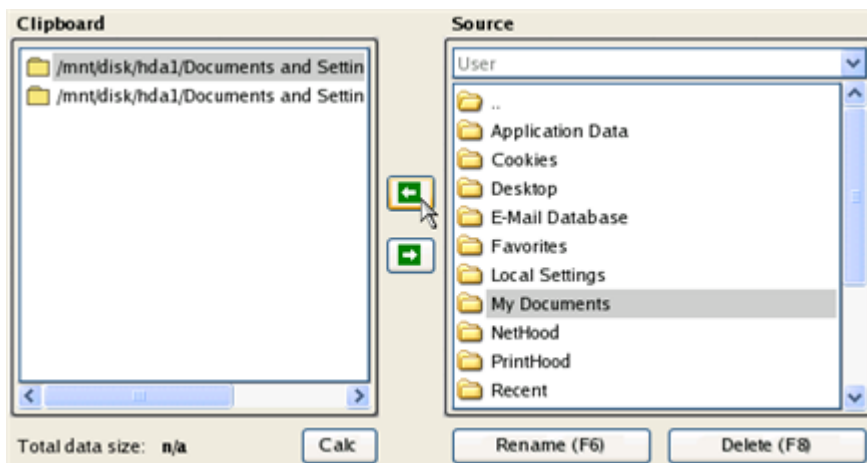 Clipboard
/mnt/disk/hda1/Documents and Settin
/mnt/disk/hda1/Documents and Settin
Total data size: n/a
Calc
Source
User
..
Application Data
Cookies
Desktop
E-Mail Database
Favorites
Local Settings
My Documents
NetHood
PrintHood
Recent
Rename (F6)
Delete (F8)